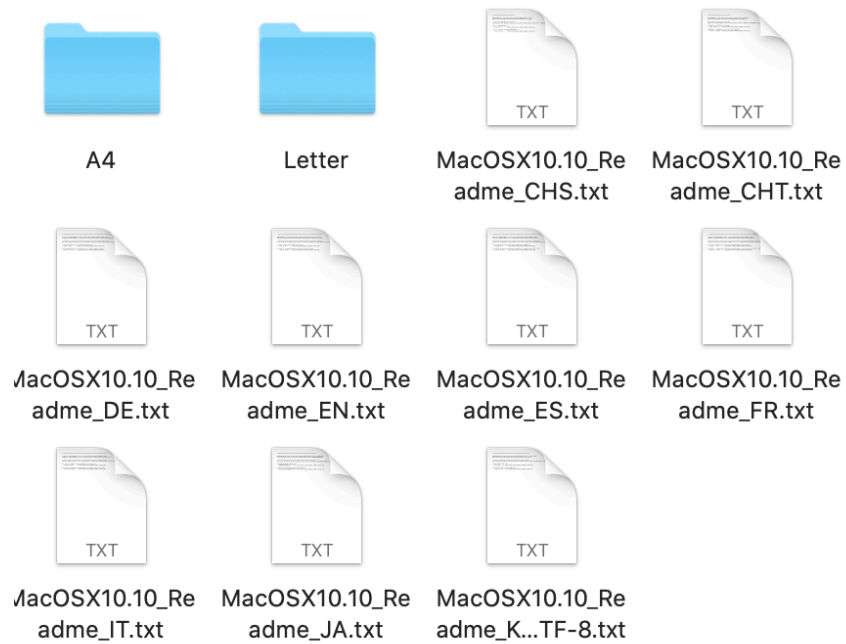 TXT
TXT
A4
Letter
MacOSX10.10_Re
adme_CHS.txt
MacOSX10.10_Re
adme_CHT.txt
TXT
TXT
TXT
TXT
MacOSX10.10_Re
adme_DE.txt
MacOSX10.10_Re
adme_EN.txt
MacOSX10.10_Re
adme_ES.txt
MacOSX10.10_Re
adme_FR.txt
TXT
TXT
TXT
MacOSX10.10_Re
adme_IT.txt
MacOSX10.10_Re
adme_JA.txt
MacOSX10.10_Re
adme_K...TF-8.txt